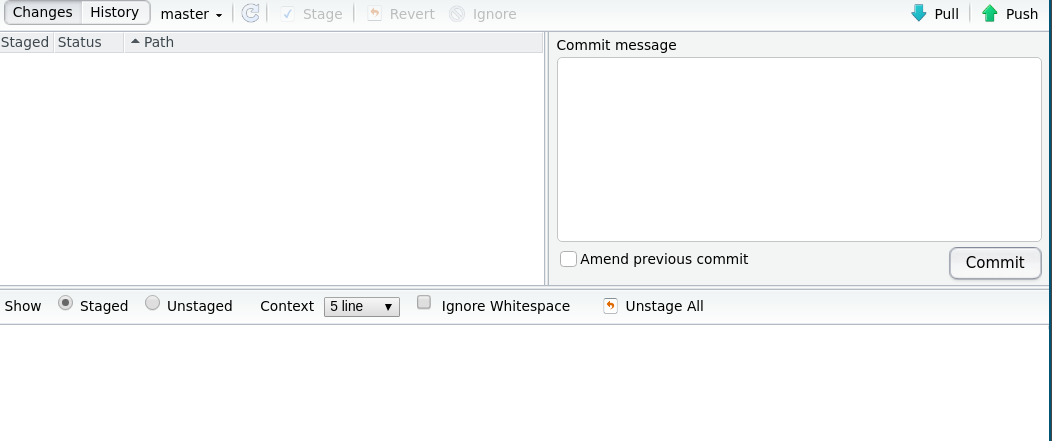 Changes History master Stage Revert Ignore Pull Push
Staged Status Path
Commit message
Amend previous commit
Commit
Show Staged Unstaged Context 5 line Ignore Whitespace Unstage All